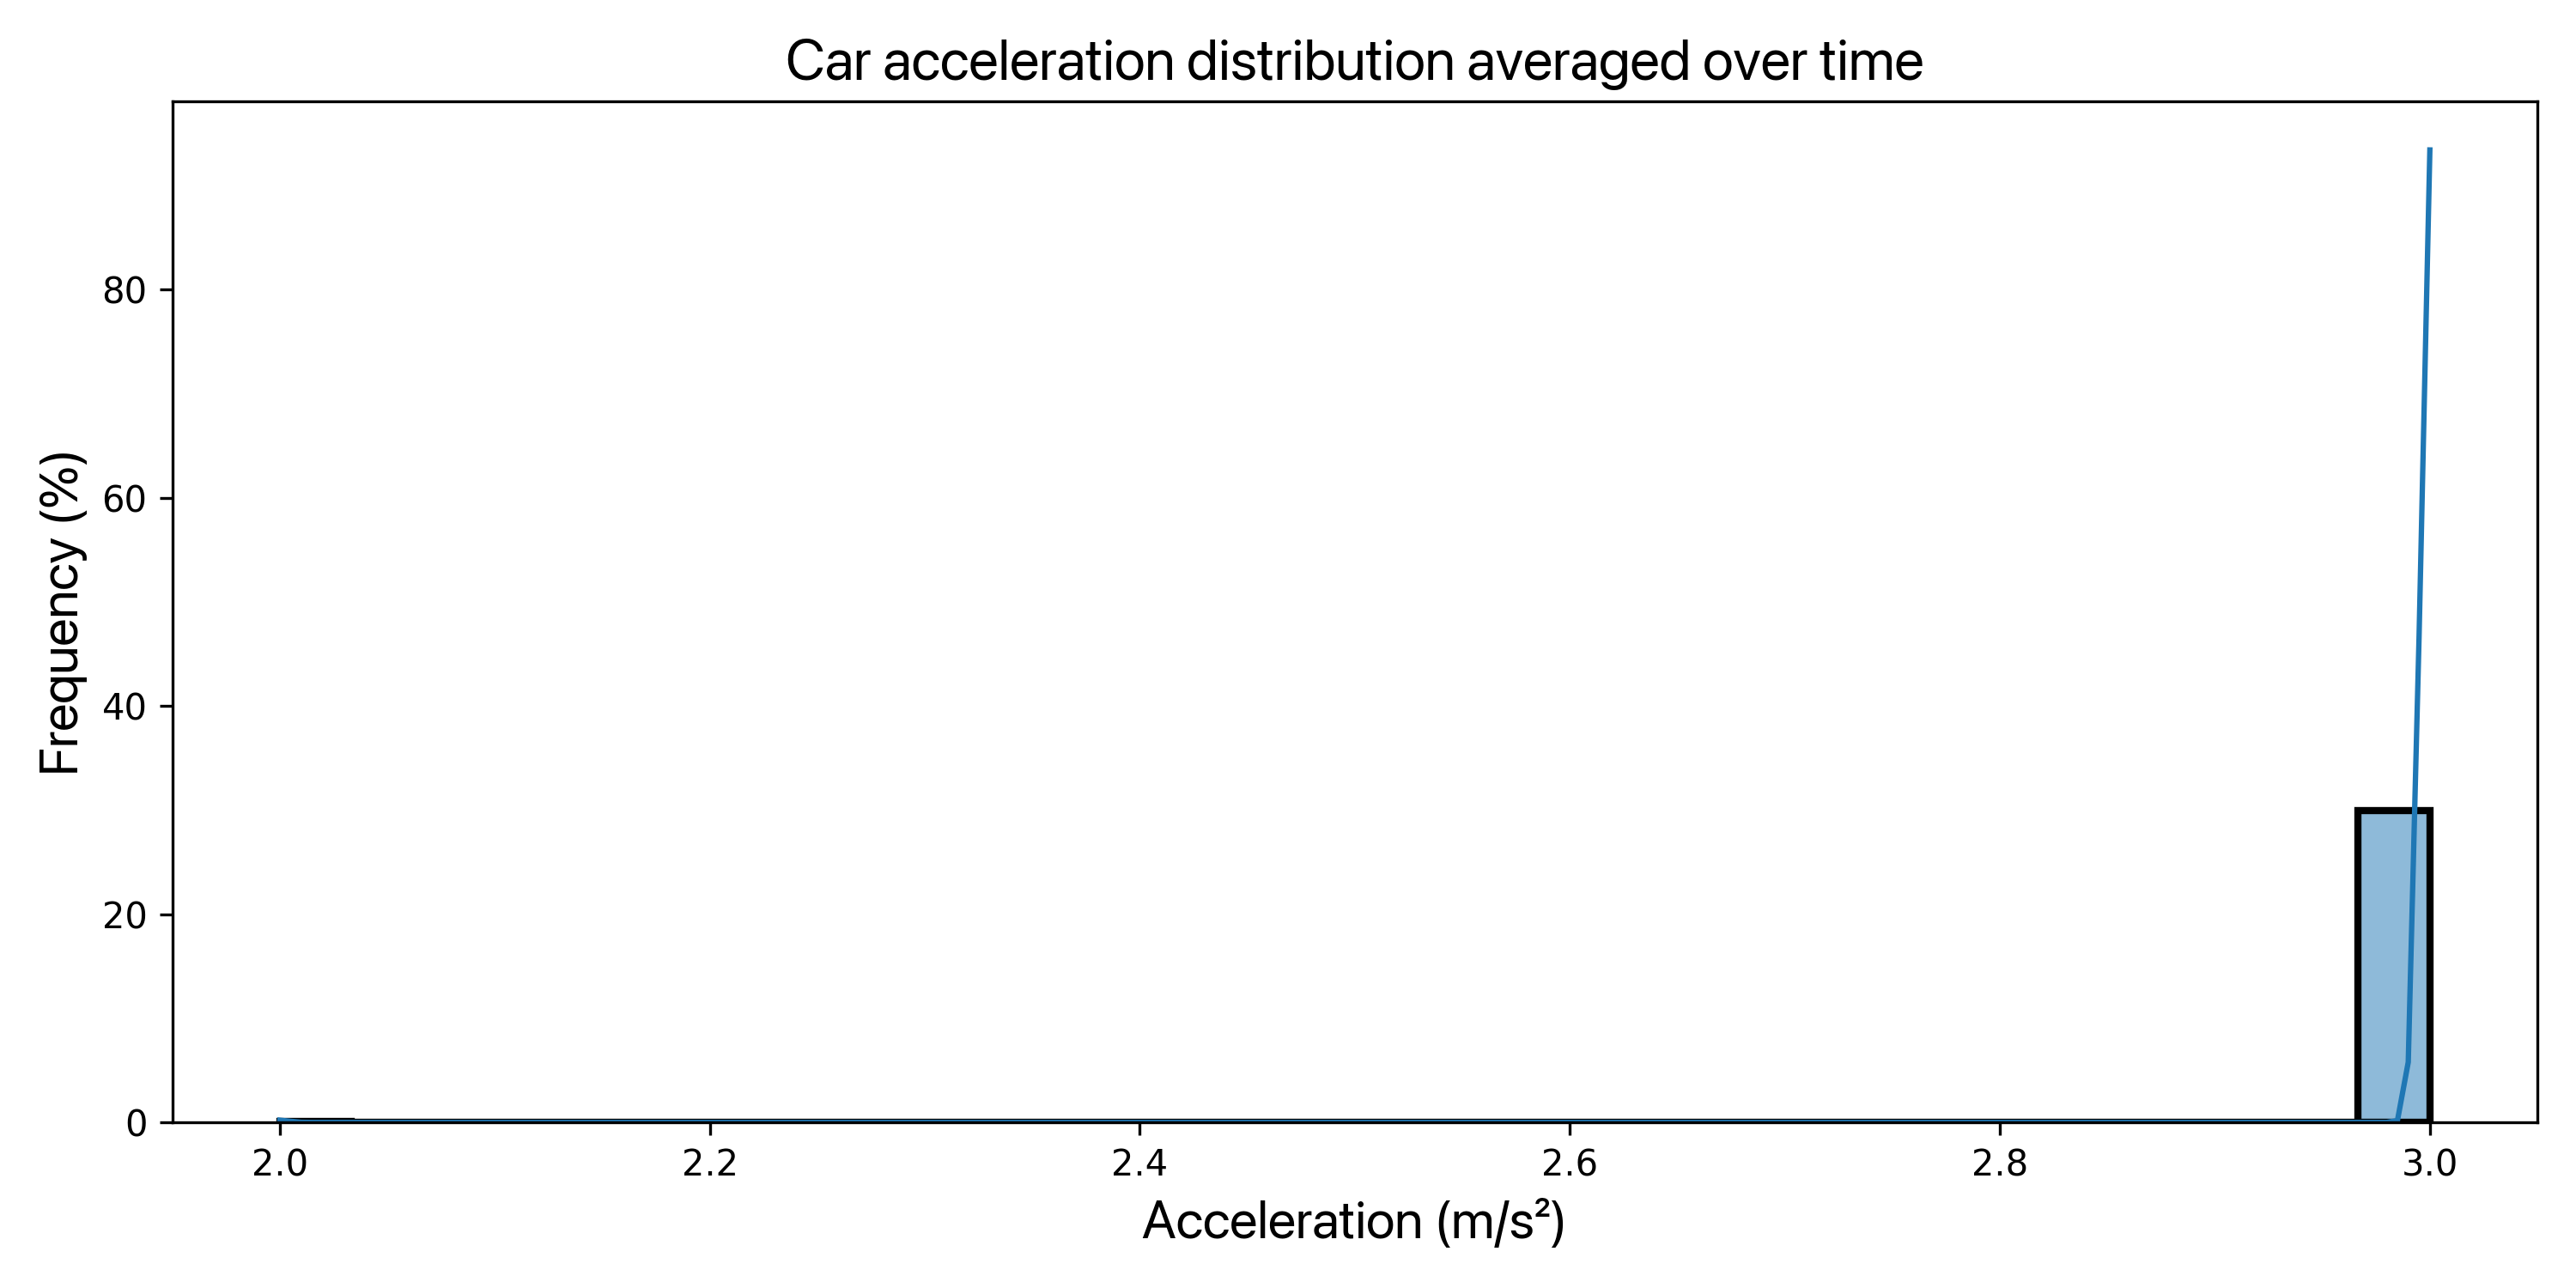 Car acceleration distribution averaged over time
Frequency (%)
80
60
40
20
0
2.0 2.2 2.4 2.6 2.8 3.0
Acceleration (m/s²)